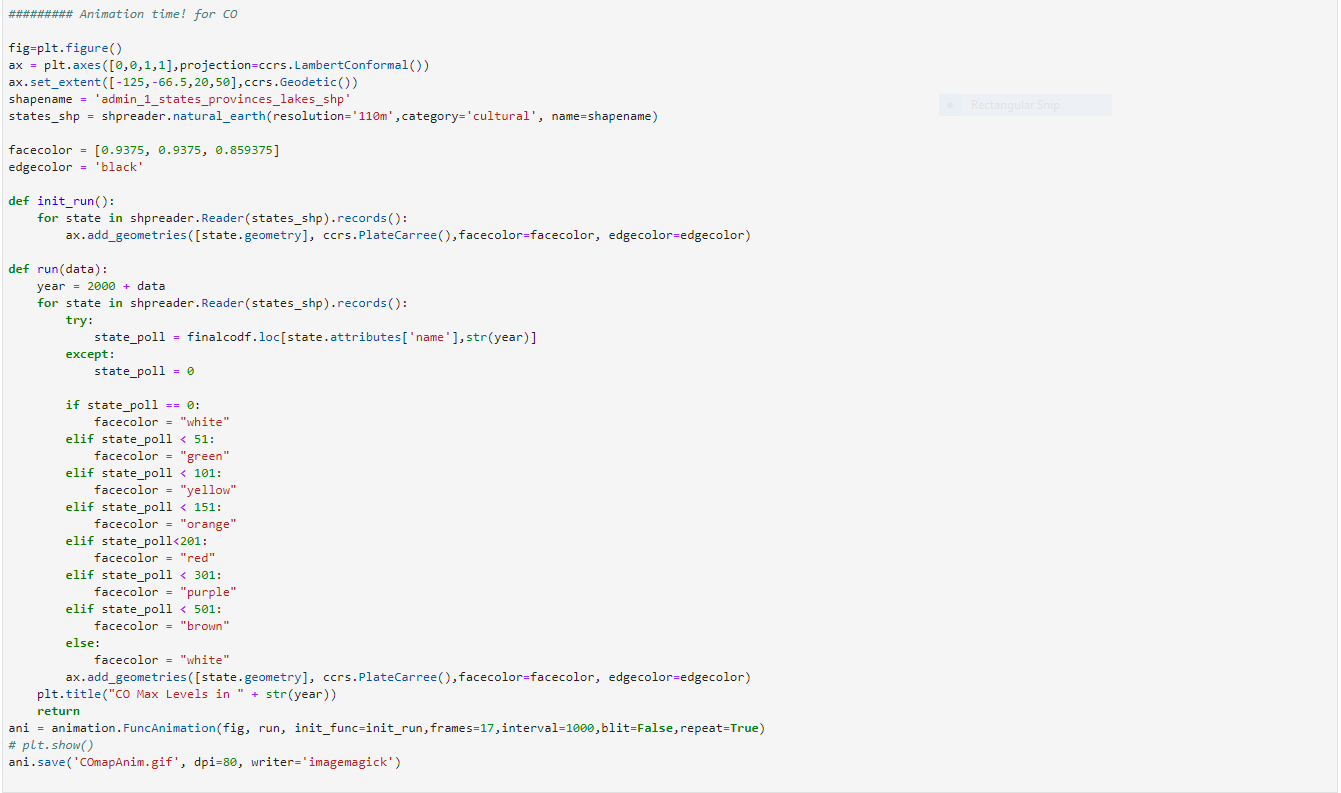 ######### Animation time! for CO
fig=plt.figure()
ax = plt.axes([0,0,1,1],projection=ccrs.LambertConformal())
ax.set_extent([-125,-66.5,20,50],ccrs.Geodetic())
shapename = 'admin_1_states_provinces_lakes_shp'
states_shp = shpreader.natural_earth(resolution='110m',category='cultural', name=shapename)
Rectangular Snip
facecolor = [0.9375, 0.9375, 0.859375]
edgecolor = 'black'
def init_run():
    for state in shpreader.Reader(states_shp).records():
        ax.add_geometries([state.geometry], ccrs.PlateCarree(),facecolor=facecolor, edgecolor=edgecolor)
def run(data):
    year = 2000 + data
    for state in shpreader.Reader(states_shp).records():
        try:
            state_poll = finalcodf.loc[state.attributes['name'],str(year)]
        except:
            state_poll = 0
        if state_poll == 0:
            facecolor = "white"
        elif state_poll < 51:
            facecolor = "green"
        elif state_poll < 101:
            facecolor = "yellow"
        elif state_poll < 151:
            facecolor = "orange"
        elif state_poll<201:
            facecolor = "red"
        elif state_poll < 301:
            facecolor = "purple"
        elif state_poll < 501:
            facecolor = "brown"
        else:
            facecolor = "white"
        ax.add_geometries([state.geometry], ccrs.PlateCarree(),facecolor=facecolor, edgecolor=edgecolor)
    plt.title("CO Max Levels in " + str(year))
    return
ani = animation.FuncAnimation(fig, run, init_func=init_run,frames=17,interval=1000,blit=False,repeat=True)
# plt.show()
ani.save('COmapAnim.gif', dpi=80, writer='imagemagick')